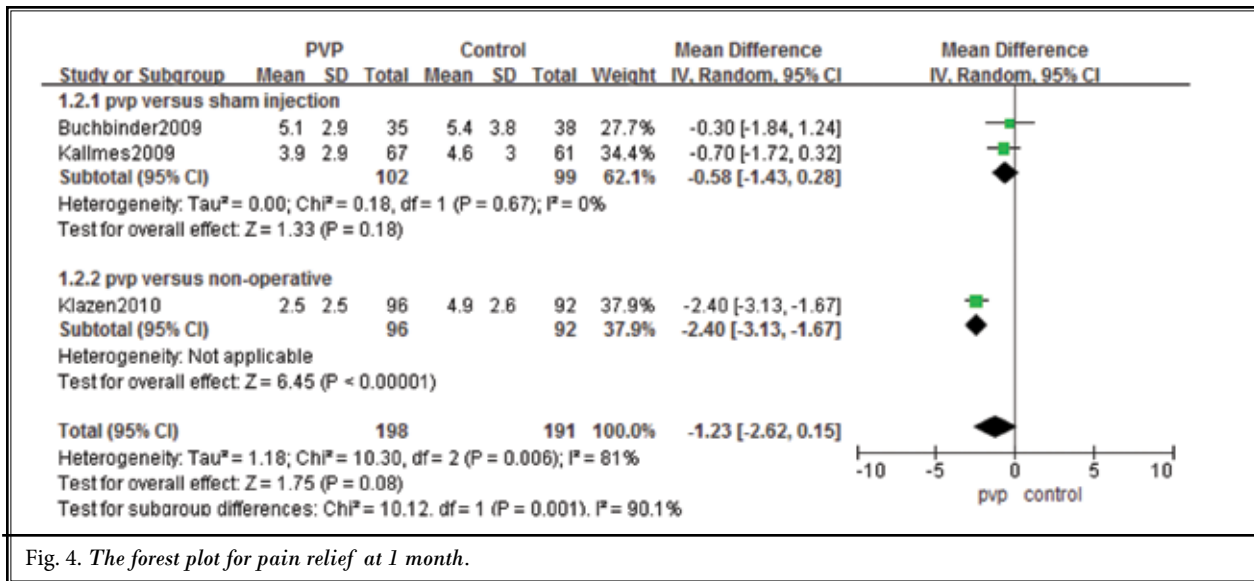 PVP Control Mean Difference Mean Difference
Study or Subgroup Mean SD Total Mean SD Total Weight IV, Random, 95% CI IV, Random, 95% CI
1.2.1 pvp versus sham injection
Buchbinder2009 5.1 2.9 35 5.4 3.8 38 27.7% -0.30 [-1.84, 1.24]
Kallmes2009 3.9 2.9 67 4.6 3 61 34.4% -0.70 [-1.72, 0.32]
Subtotal (95% CI) 102 99 62.1% -0.58 [-1.43, 0.28]
Heterogeneity: Tau² = 0.00; Chi² = 0.18, df = 1 (P = 0.67); I² = 0%
Test for overall effect: Z = 1.33 (P = 0.18)
1.2.2 pvp versus non-operative
Klazen2010 2.5 2.5 96 4.9 2.6 92 37.9% -2.40 [-3.13, -1.67]
Subtotal (95% CI) 96 92 37.9% -2.40 [-3.13, -1.67]
Heterogeneity: Not applicable
Test for overall effect: Z = 6.45 (P < 0.00001)
Total (95% CI) 198 191 100.0% -1.23 [-2.62, 0.15]
Heterogeneity: Tau² = 1.18; Chi² = 10.30, df = 2 (P = 0.006); I² = 81%
Test for overall effect: Z = 1.75 (P = 0.08)
Test for subgroup differences: Chi² = 10.12, df = 1 (P = 0.001), I² = 90.1%
-10 -5 0 5 10
pvp control
Fig. 4. The forest plot for pain relief at 1 month.